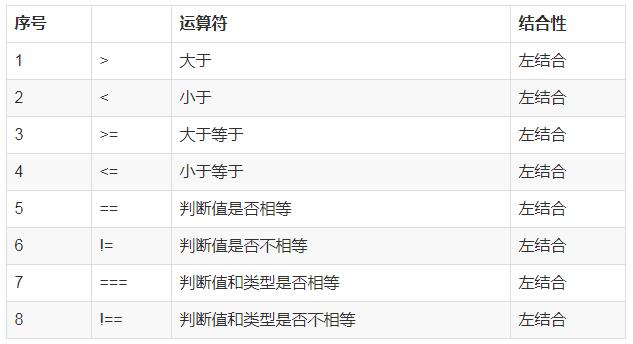 序号 运算符 结合性
1 > 大于 左结合
2 < 小于 左结合
3 >= 大于等于 左结合
4 <= 小于等于 左结合
5 == 判断值是否相等 左结合
6 != 判断值是否不相等 左结合
7 === 判断值和类型是否相等 左结合
8 !== 判断值和类型是否不相等 左结合